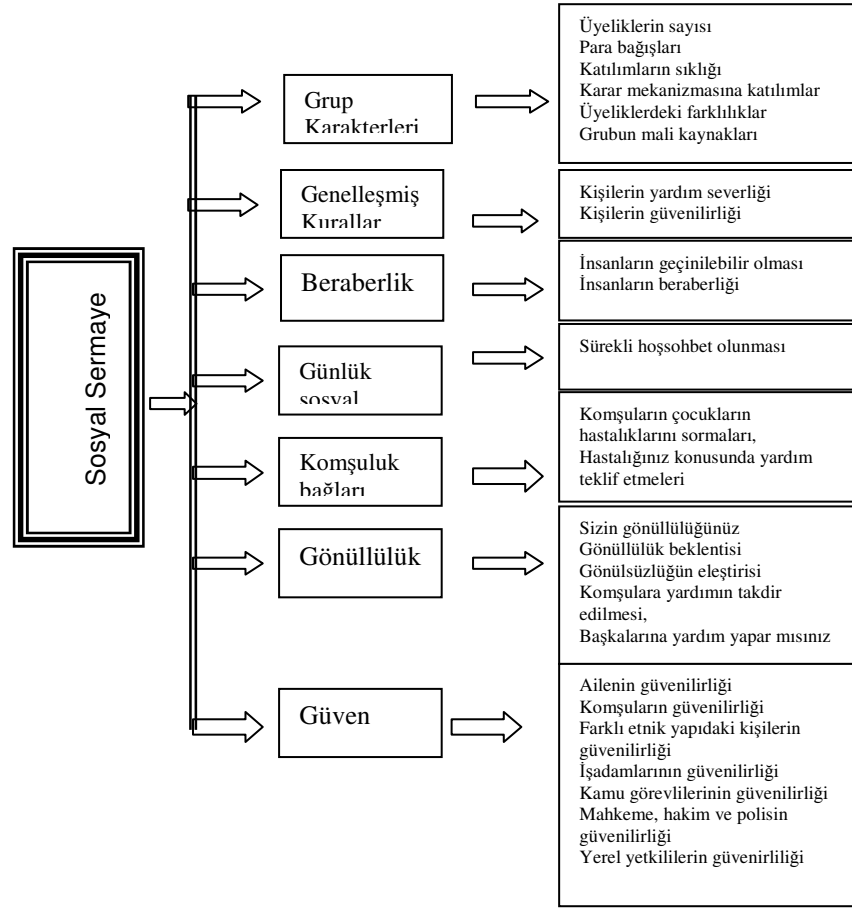 Sosyal Sermaye
Grup
Karakterleri
Üyeliklerin sayısı
Para bağışları
Katılımların sıklığı
Karar mekanizmasına katılımlar
Üyeliklerdeki farklılıklar
Grubun mali kaynakları
Genelleşmiş
Kurallar
Kişilerin yardım severliği
Kişilerin güvenilirliği
Beraberlik
İnsanların geçinilebilir olması
İnsanların beraberliği
Günlük
sosyal
Sürekli hoşsohbet olunması
Komşuluk
bağları
Komşuların çocukların
hastalıklarını sormaları,
Hastalığınız konusunda yardım
teklif etmeleri
Gönüllülük
Sizin gönüllülüğünüz
Gönüllülük beklentisi
Gönülsüzlüğün eleştirisi
Komşulara yardımın takdir
edilmesi,
Başkalarına yardım yapar mısınız
Güven
Ailenin güvenilirliği
Komşuların güvenilirliği
Farklı etnik yapıdaki kişilerin
güvenilirliği
İşadamlarının güvenilirliği
Kamu görevlilerinin güvenilirliği
Mahkeme, hakim ve polisin
güvenilirliği
Yerel yetkililerin güvenirliliği